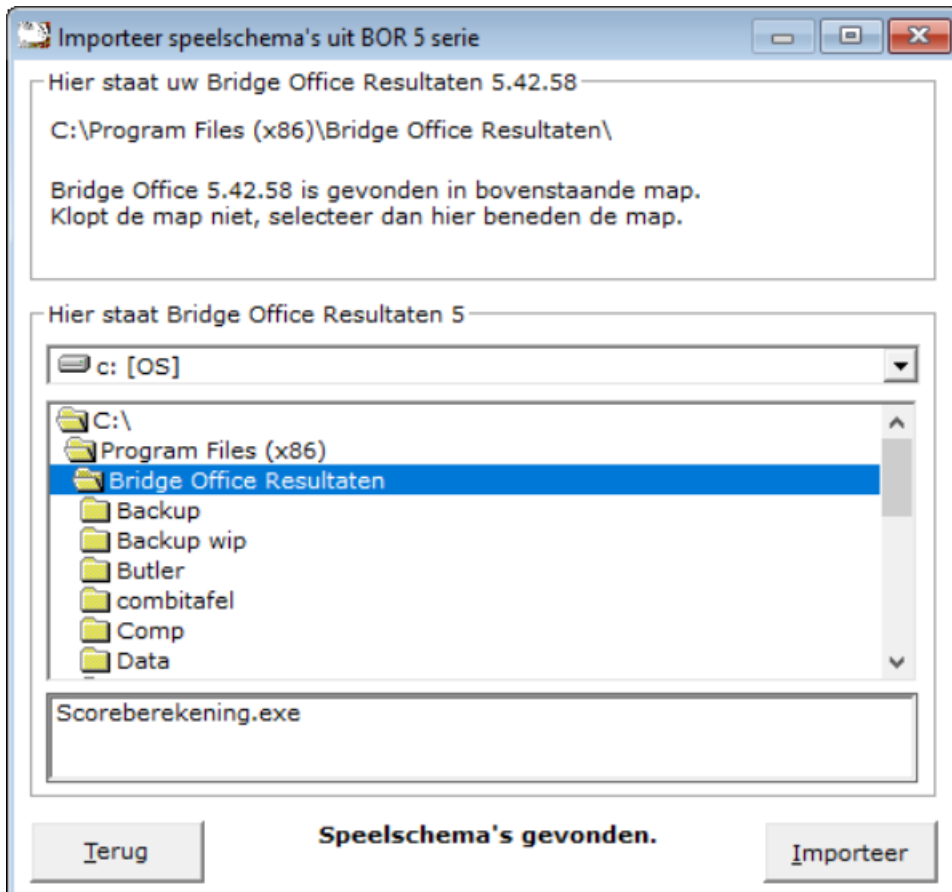 Importeer speelschema's uit BOR 5 serie
Hier staat uw Bridge Office Resultaten 5.42.58
C:\Program Files (x86)\Bridge Office Resultaten\
Bridge Office 5.42.58 is gevonden in bovenstaande map.
Klopt de map niet, selecteer dan hier beneden de map.
Hier staat Bridge Office Resultaten 5
c: [OS]
C:\
Program Files (x86)
Bridge Office Resultaten
Backup
Backup wip
Butler
combitafel
Comp
Data
Scoreberekening.exe
Terug
Speelschema's gevonden.
Importeer